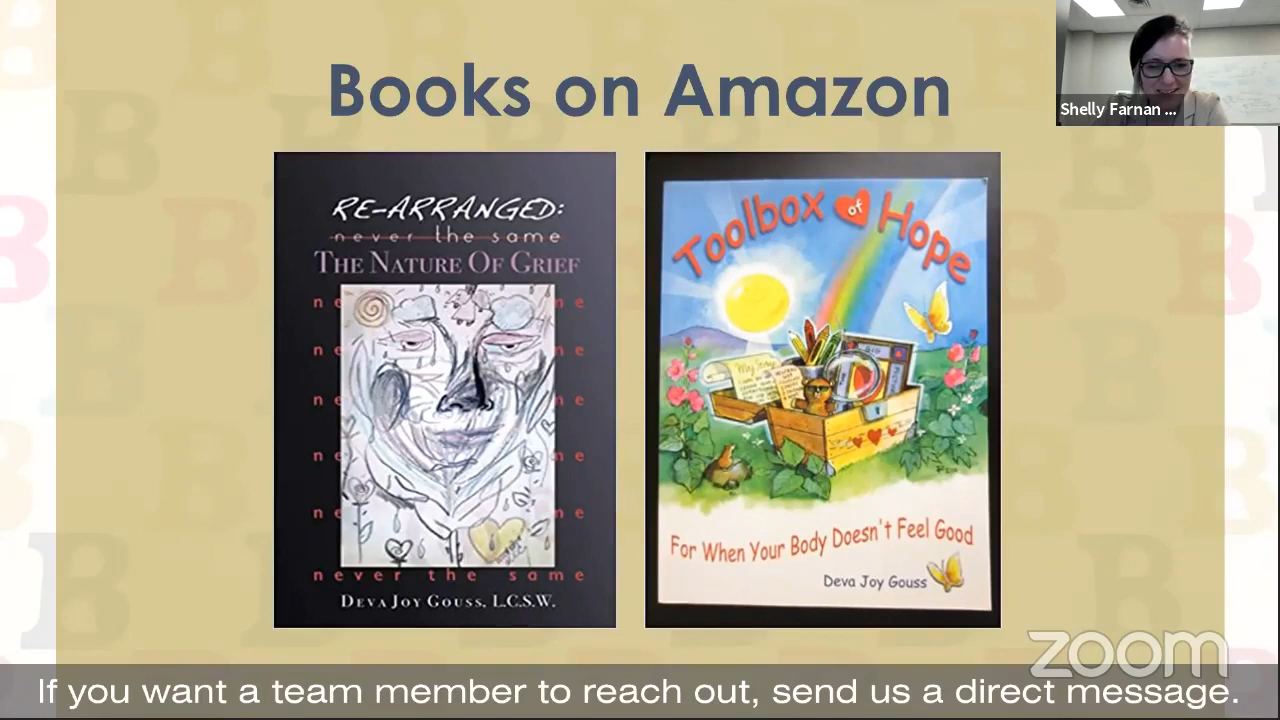 Books on Amazon
Shelly Farnan ...
RE-ARRANGED:
never the same
THE NATURE OF GRIEF
never the same
DEVA JOY GOUSS, L.C.S.W.
Toolbox of Hope
My Story
For When Your Body Doesn't Feel Good
Deva Joy Gouss
zoom
If you want a team member to reach out, send us a direct message.